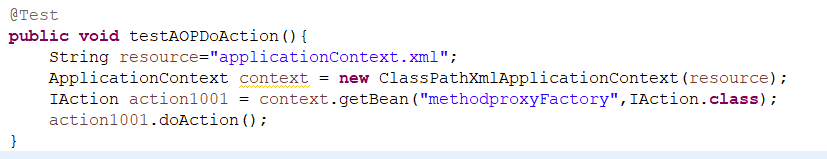 @Test
public void testAOPDoAction(){
String resource="applicationContext.xml";
ApplicationContext context = new ClassPathXmlApplicationContext(resource);
IAction action1001 = context.getBean("methodproxyFactory",IAction.class);
action1001.doAction();
}